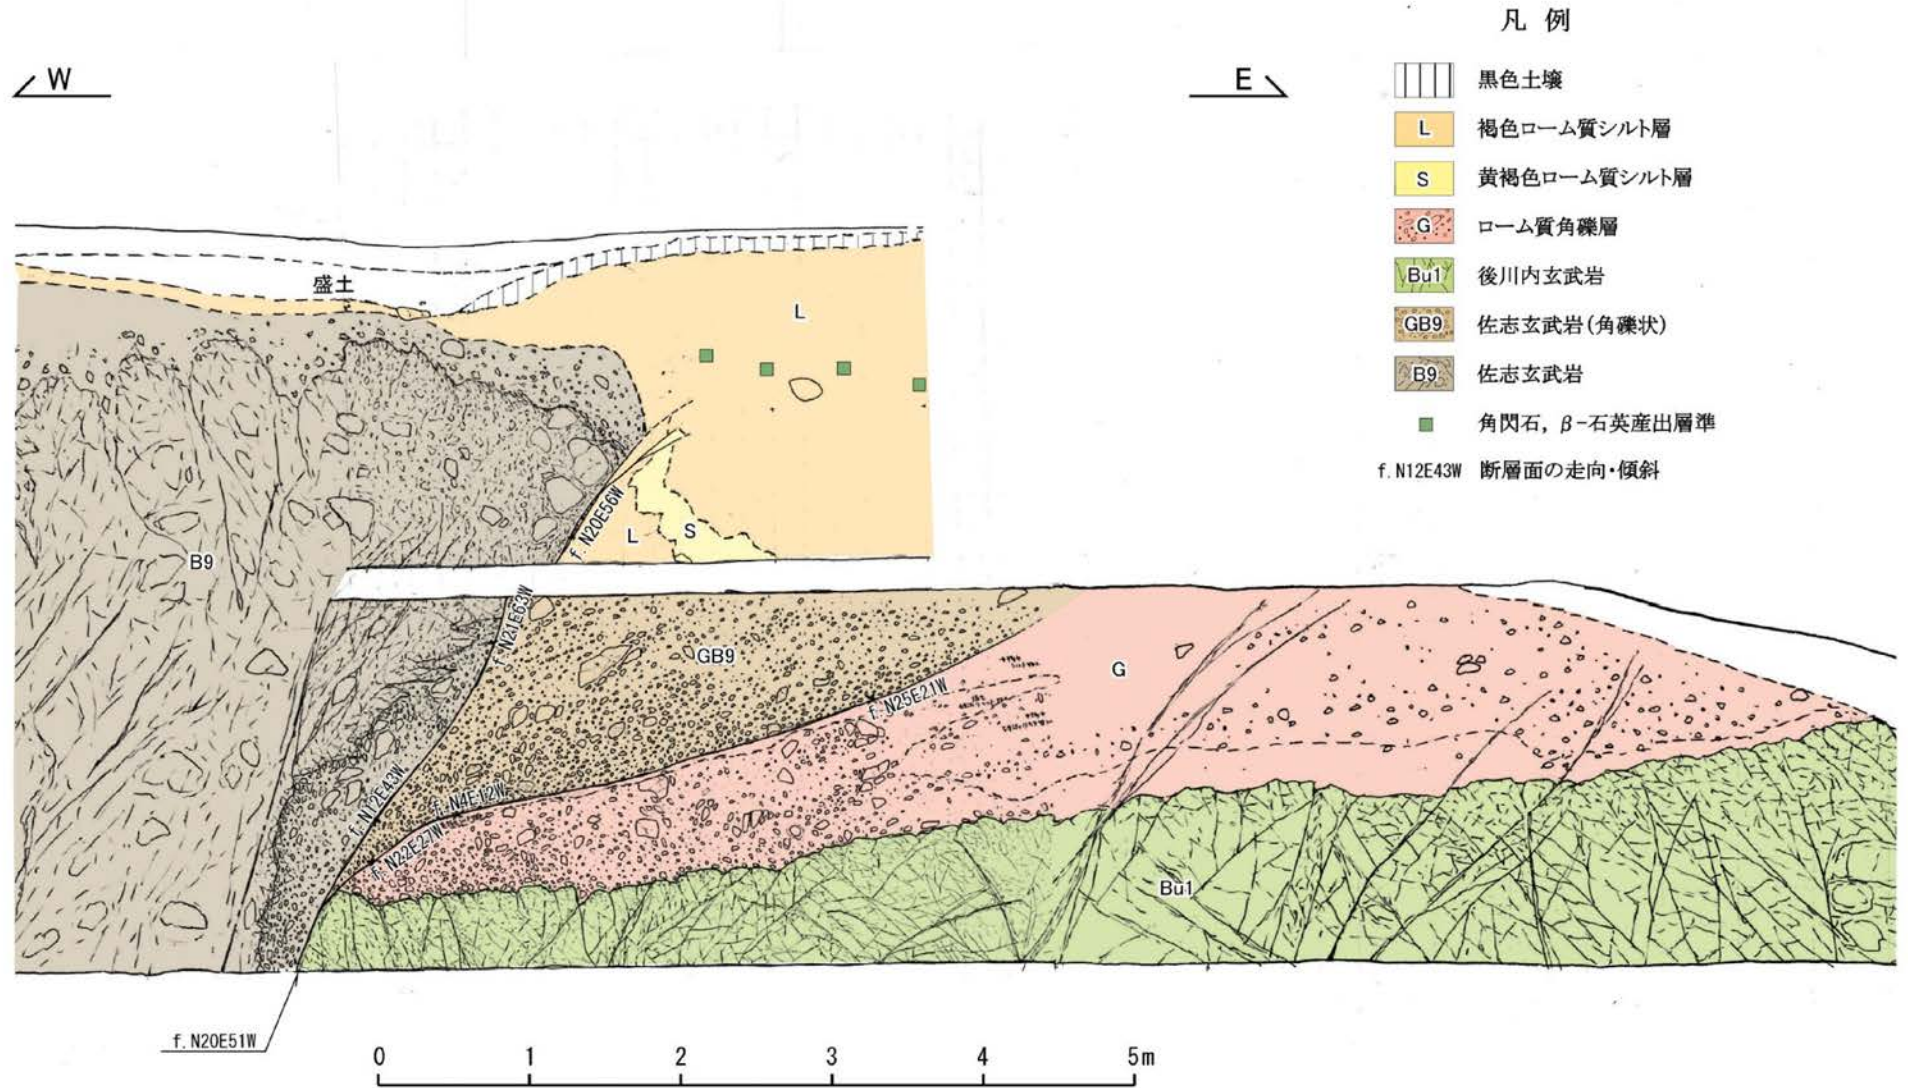 W
E
凡 例
黒色土壌
L 褐色ローム質シルト層
S 黄褐色ローム質シルト層
G ローム質角礫層
Bu1 後川内玄武岩
GB9 佐志玄武岩(角礫状)
B9 佐志玄武岩
角閃石, β-石英産出層準
f. N12E43W 断層面の走向・傾斜
盛土
L
f. N20E56W
L
S
B9
f. N21E63W
GB9
G
f. N25E21W
f. N12E43W
f. N4E12W
f. N22E27W
Bu1
f. N20E51W
0 1 2 3 4 5m